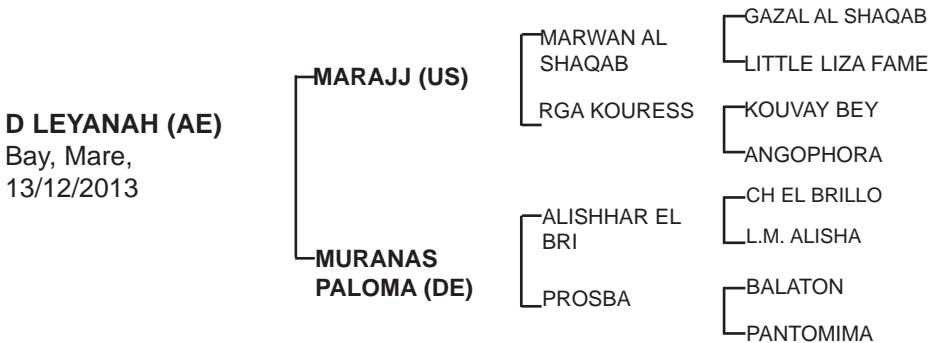 D LEYANAH (AE)
Bay, Mare,
13/12/2013
MARAJJ (US)
MURANAS
PALOMA (DE)
MARWAN AL
SHAQAB
RGA KOURESS
ALISHHAR EL
BRI
PROSBA
GAZAL AL SHAQAB
LITTLE LIZA FAME
KOUVAY BEY
ANGOPHORA
CH EL BRILLO
L.M. ALISHA
BALATON
PANTOMIMA